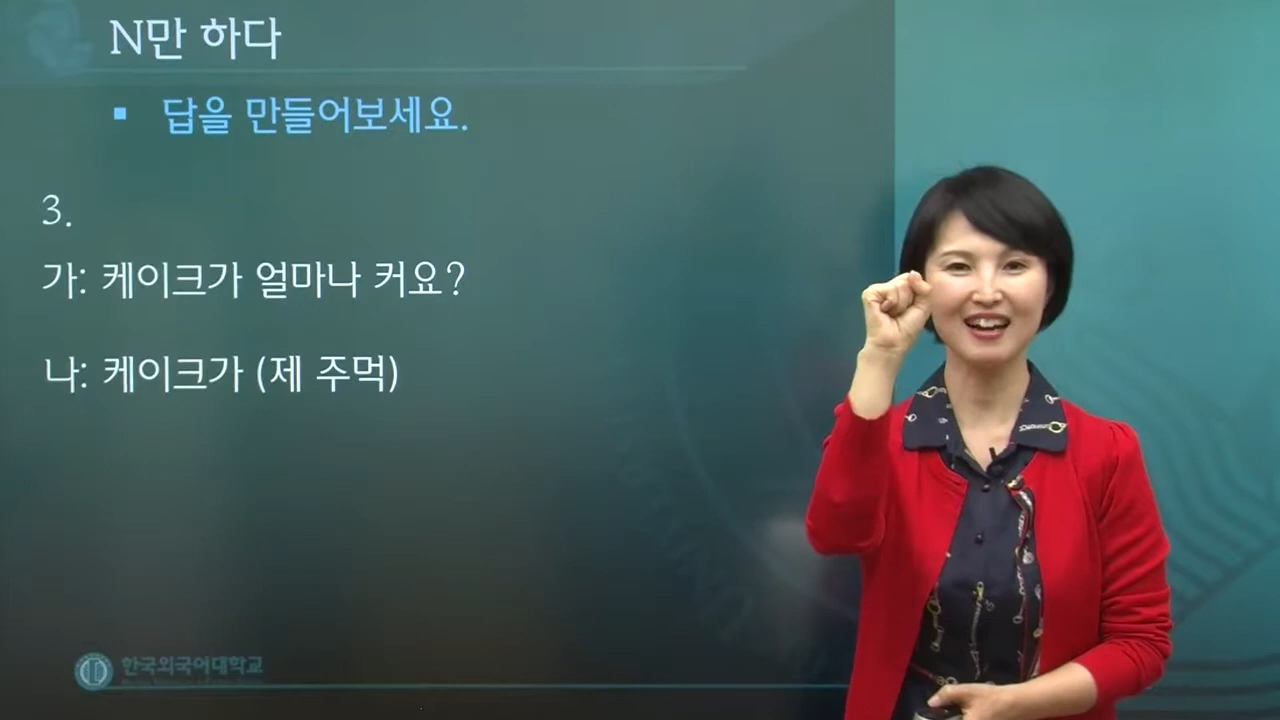 N만 하다
▪ 답을 만들어보세요.
3.
가: 케이크가 얼마나 커요?
나: 케이크가 (제 주먹)
한국외국어대학교